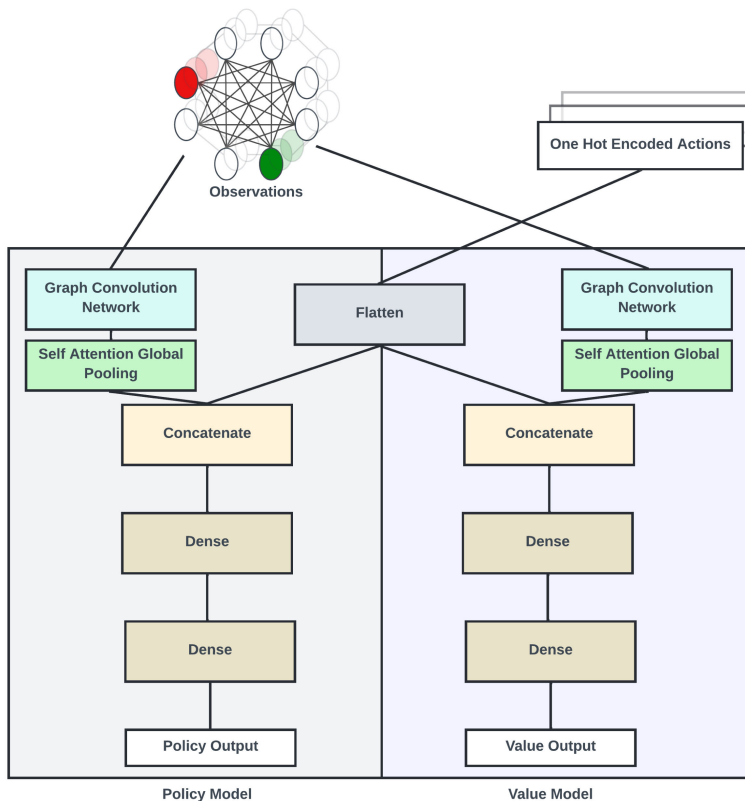 One Hot Encoded Actions
Observations
Graph Convolution
Network
Graph Convolution
Network
Flatten
Self Attention Global
Pooling
Self Attention Global
Pooling
Concatenate
Concatenate
Dense
Dense
Dense
Dense
Policy Output
Value Output
Policy Model
Value Model